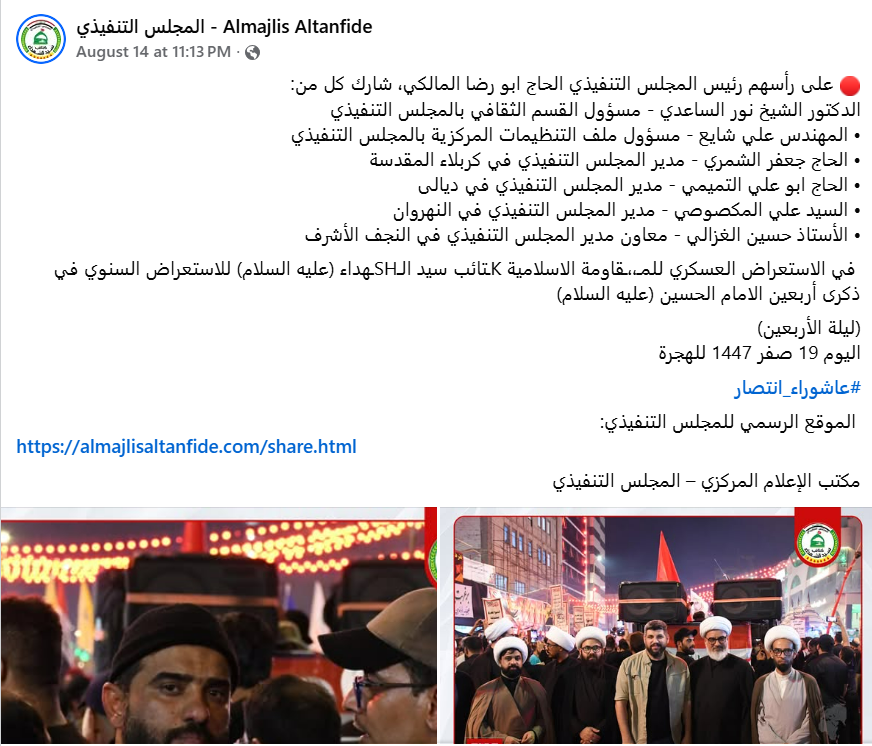 Almajlis Altanfide - المجلس التنفيذي
August 14 at 11:13 PM ·
🔴 على رأسهم رئيس المجلس التنفيذي الحاج ابو رضا المالكي، شارك كل من:
الدكتور الشيخ نور الساعدي - مسؤول القسم الثقافي بالمجلس التنفيذي
• المهندس علي شايع - مسؤول ملف التنظيمات المركزية بالمجلس التنفيذي
• الحاج جعفر الشمري - مدير المجلس التنفيذي في كربلاء المقدسة
• الحاج ابو علي التميمي - مدير المجلس التنفيذي في ديالى
• السيد علي المكصوصي - مدير المجلس التنفيذي في النهروان
• الأستاذ حسين الغزالي - معاون مدير المجلس التنفيذي في النجف الأشرف
في الاستعراض العسكري للمـ،،ـقاومة الاسلامية Kـتائب سيد الـSHـهداء (عليه السلام) للاستعراض السنوي في
ذكرى أربعين الامام الحسين (عليه السلام)
(ليلة الأربعين)
اليوم 19 صفر 1447 للهجرة
#عاشوراء_انتصار
الموقع الرسمي للمجلس التنفيذي:
https://almajlisaltanfide.com/share.html
مكتب الإعلام المركزي – المجلس التنفيذي